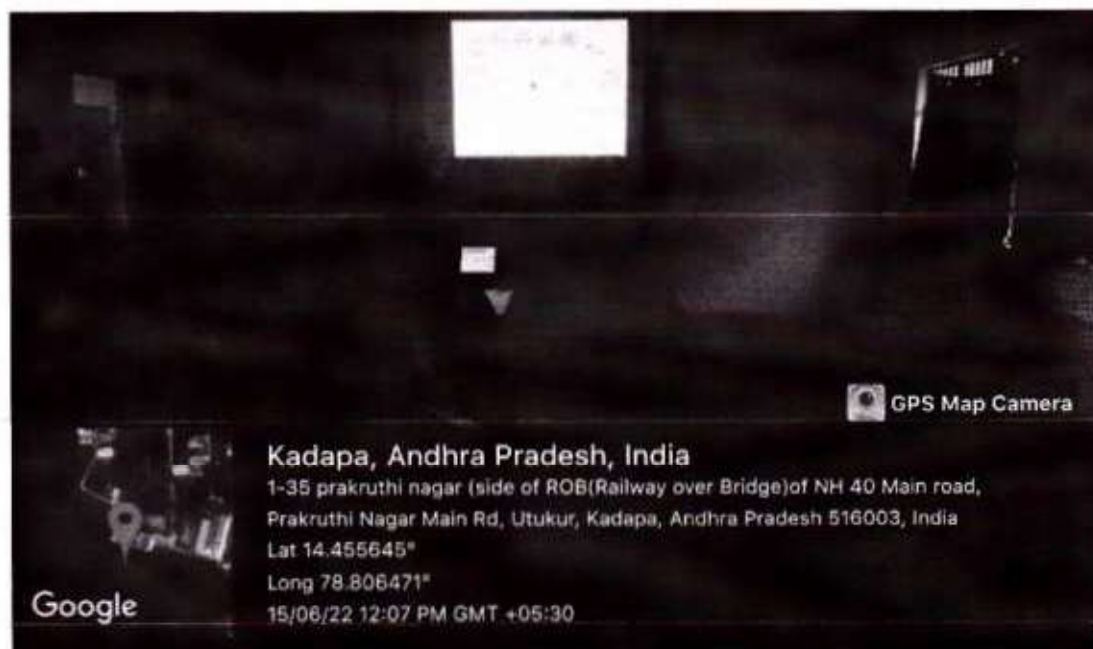 GPS Map Camera
Kadapa, Andhra Pradesh, India
1-35 prakruthi nagar (side of ROB(Railway over Bridge)of NH 40 Main road,
Prakruthi Nagar Main Rd, Utukur, Kadapa, Andhra Pradesh 516003, India
Lat 14.455645°
Long 78.806471°
15/06/22 12:07 PM GMT +05:30
Google